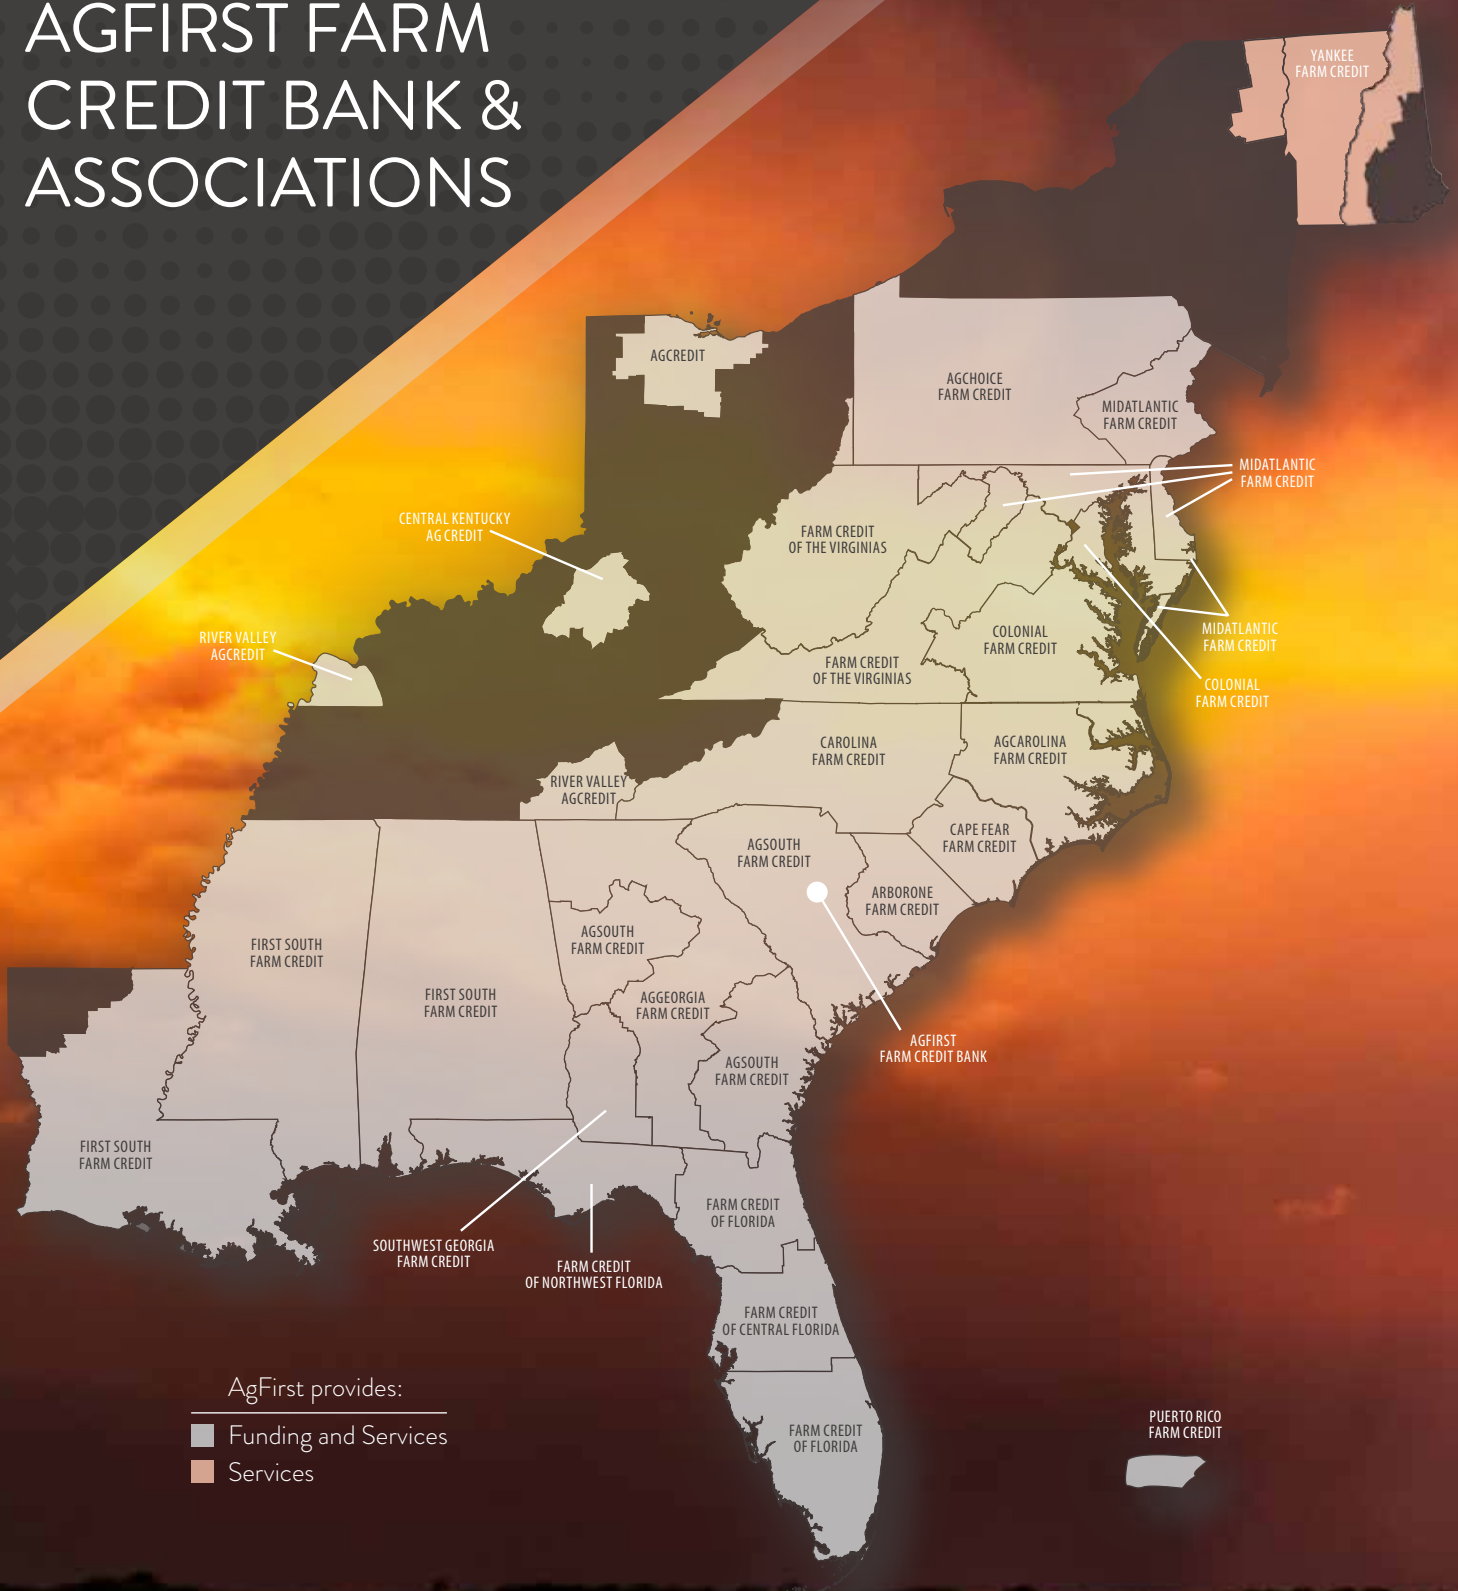 AGFIRST FARM
CREDIT BANK &
ASSOCIATIONS
YANKEE
FARM CREDIT
AGCREDIT
AGCHOICE
FARM CREDIT
MIDATLANTIC
FARM CREDIT
MIDATLANTIC
FARM CREDIT
CENTRAL KENTUCKY
AG CREDIT
FARM CREDIT
OF THE VIRGINIAS
RIVER VALLEY
AGCREDIT
COLONIAL
FARM CREDIT
MIDATLANTIC
FARM CREDIT
FARM CREDIT
OF THE VIRGINIAS
COLONIAL
FARM CREDIT
CAROLINA
FARM CREDIT
AGCAROLINA
FARM CREDIT
RIVER VALLEY
AGCREDIT
CAPE FEAR
FARM CREDIT
AGSOUTH
FARM CREDIT
ARBORONE
FARM CREDIT
AGSOUTH
FARM CREDIT
FIRST SOUTH
FARM CREDIT
FIRST SOUTH
FARM CREDIT
AGGEORGIA
FARM CREDIT
AGFIRST
FARM CREDIT BANK
AGSOUTH
FARM CREDIT
FIRST SOUTH
FARM CREDIT
FARM CREDIT
OF FLORIDA
SOUTHWEST GEORGIA
FARM CREDIT
FARM CREDIT
OF NORTHWEST FLORIDA
FARM CREDIT
OF CENTRAL FLORIDA
AgFirst provides:
Funding and Services
Services
FARM CREDIT
OF FLORIDA
PUERTO RICO
FARM CREDIT